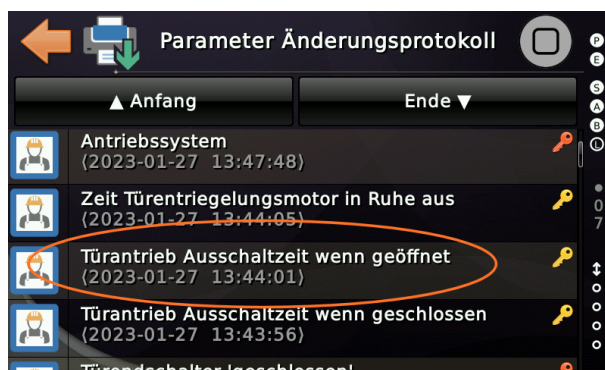 Parameter Änderungsprotokoll
▲ Anfang
Ende ▼
Antriebssystem
(2023-01-27 13:47:48)
Zeit Türentriegelungsmotor in Ruhe aus
(2023-01-27 13:44:05)
Türantrieb Ausschaltzeit wenn geöffnet
(2023-01-27 13:44:01)
Türantrieb Ausschaltzeit wenn geschlossen
(2023-01-27 13:43:56)
Türendschalter 'geschlossen'
P
E
S
A
B
L
0
7